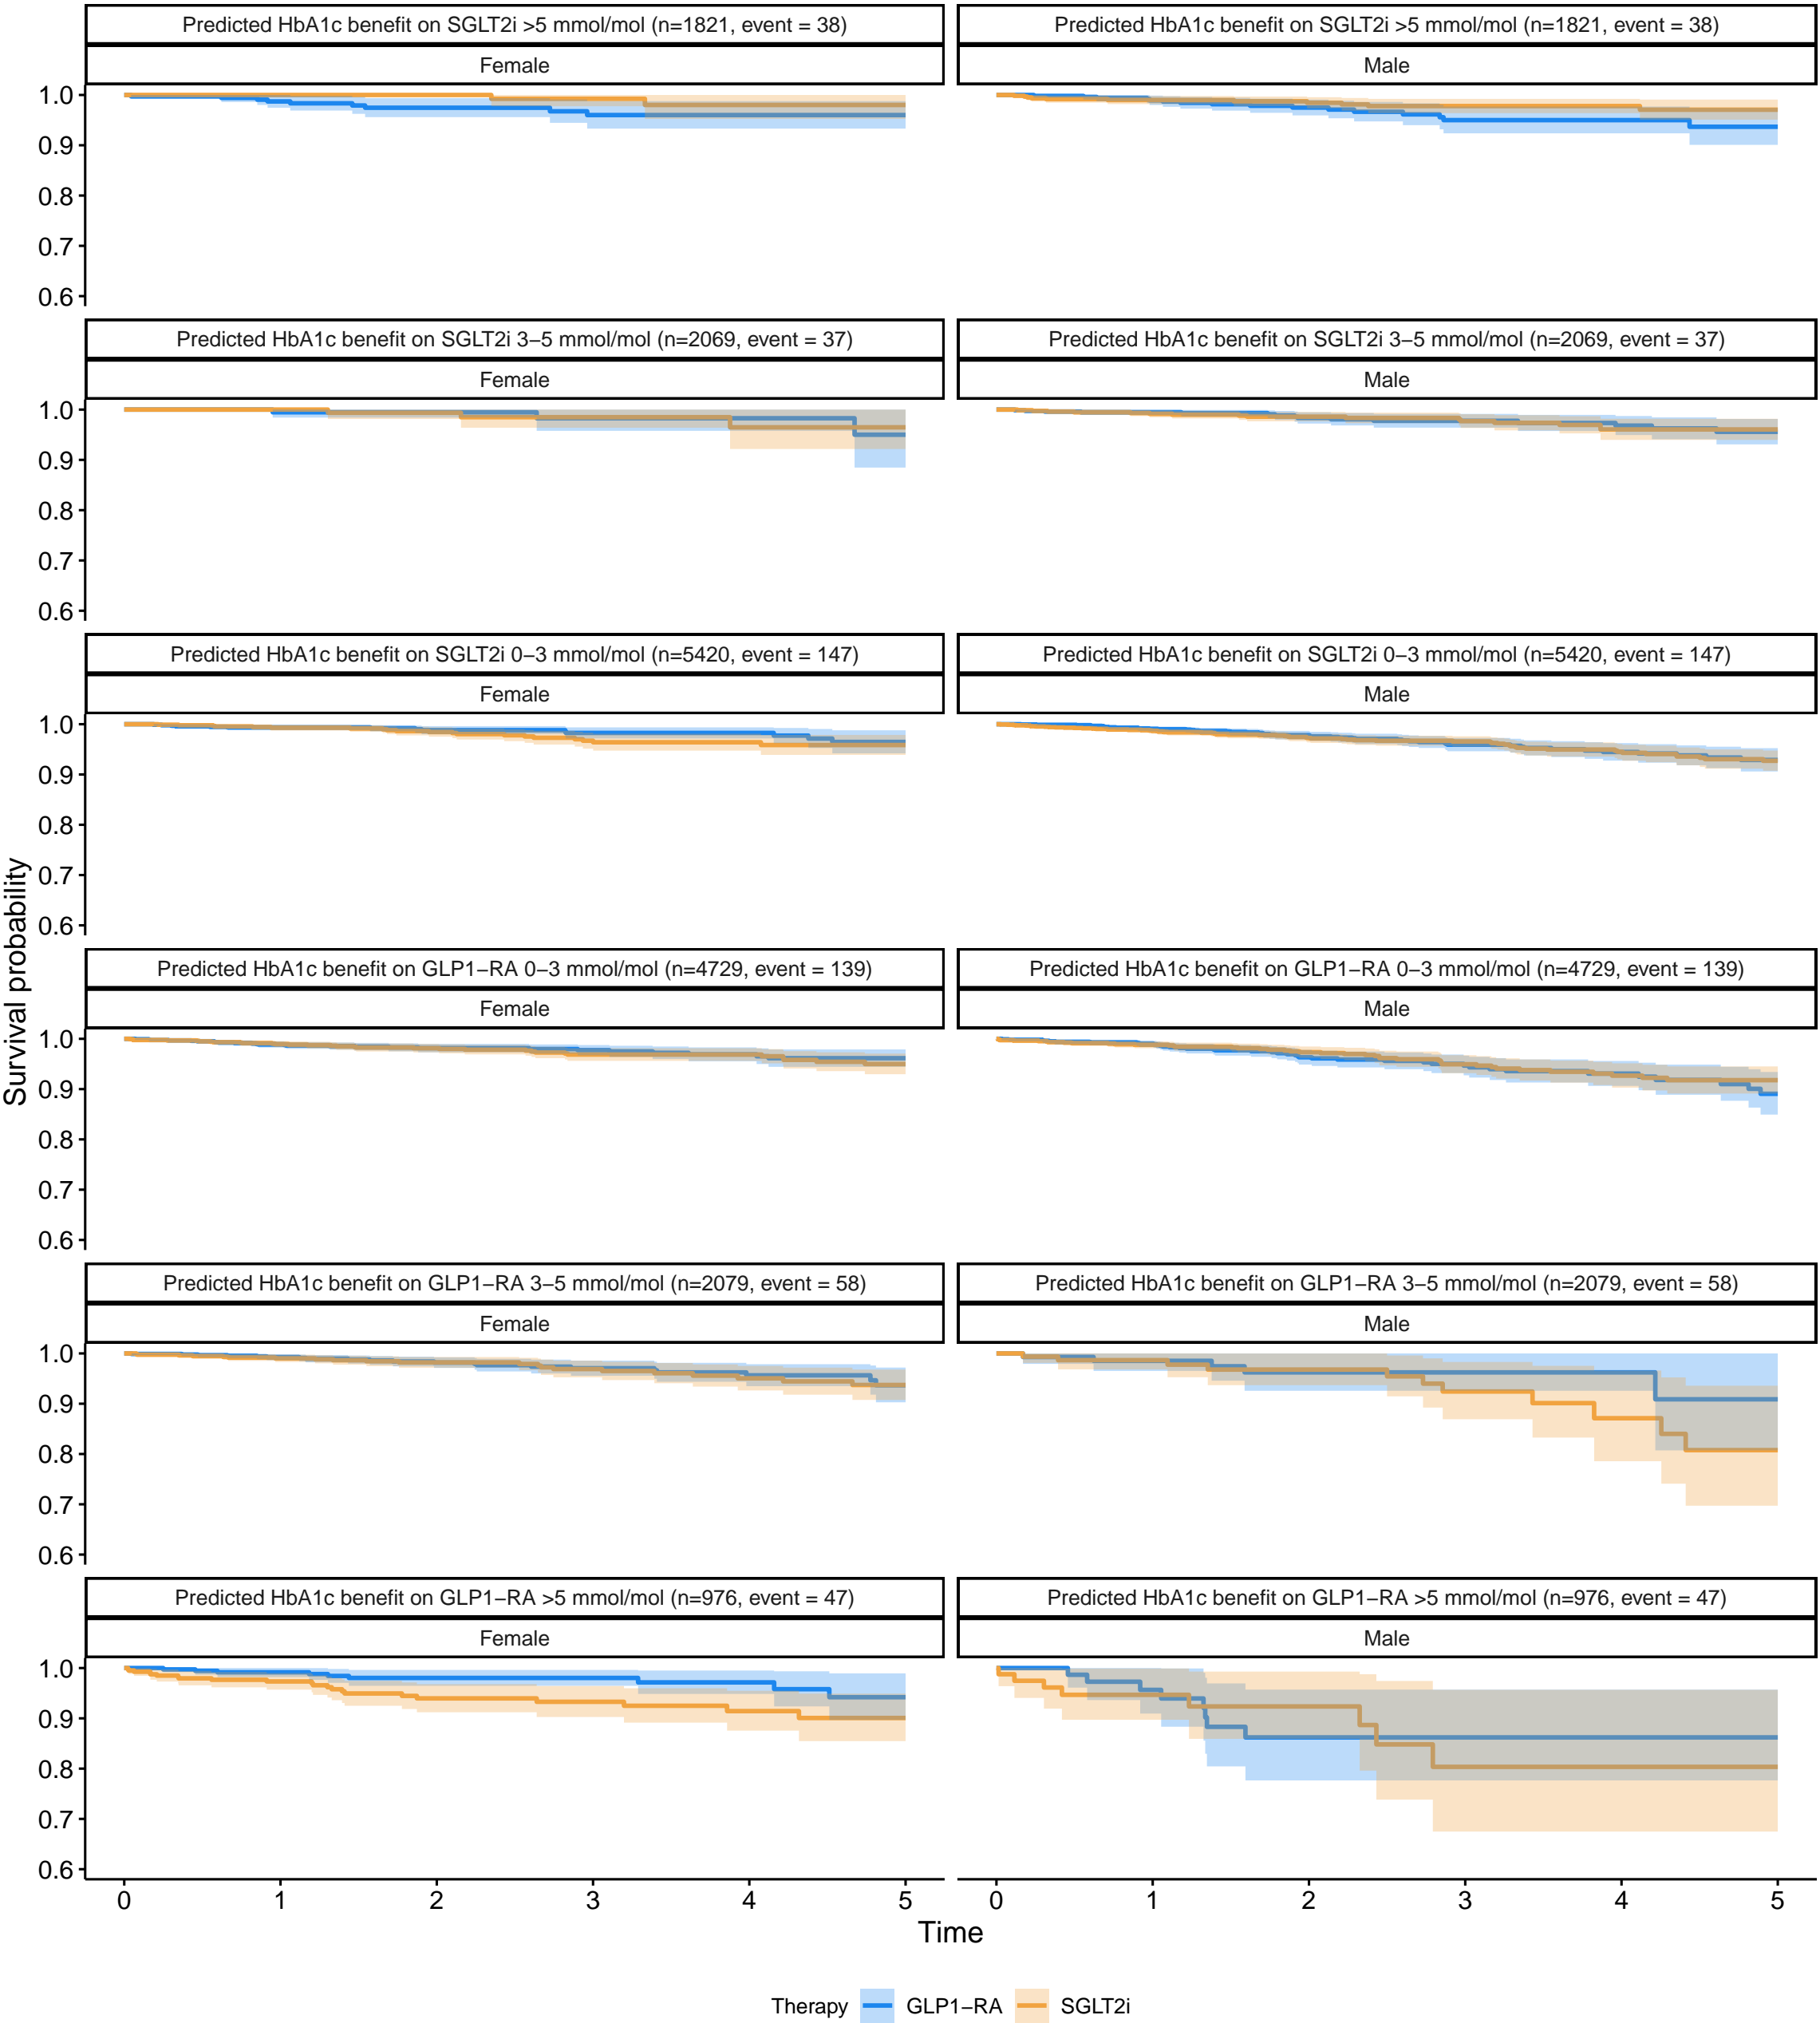 Predicted HbA1c benefit on SGLT2i >5 mmol/mol (n=1821, event = 38)
Predicted HbA1c benefit on SGLT2i >5 mmol/mol (n=1821, event = 38)
Female
Male
1.0
0.9
0.8
0.7
0.6
Predicted HbA1c benefit on SGLT2i 3−5 mmol/mol (n=2069, event = 37)
Predicted HbA1c benefit on SGLT2i 3−5 mmol/mol (n=2069, event = 37)
Female
Male
1.0
0.9
0.8
0.7
0.6
Predicted HbA1c benefit on SGLT2i 0−3 mmol/mol (n=5420, event = 147)
Predicted HbA1c benefit on SGLT2i 0−3 mmol/mol (n=5420, event = 147)
Female
Male
1.0
0.9
0.8
0.7
0.6
Survival probability
Predicted HbA1c benefit on GLP1−RA 0−3 mmol/mol (n=4729, event = 139)
Predicted HbA1c benefit on GLP1−RA 0−3 mmol/mol (n=4729, event = 139)
Female
Male
1.0
0.9
0.8
0.7
0.6
Predicted HbA1c benefit on GLP1−RA 3−5 mmol/mol (n=2079, event = 58)
Predicted HbA1c benefit on GLP1−RA 3−5 mmol/mol (n=2079, event = 58)
Female
Male
1.0
0.9
0.8
0.7
0.6
Predicted HbA1c benefit on GLP1−RA >5 mmol/mol (n=976, event = 47)
Predicted HbA1c benefit on GLP1−RA >5 mmol/mol (n=976, event = 47)
Female
Male
1.0
0.9
0.8
0.7
0.6
0 1 2 3 4 5
0 1 2 3 4 5
Time
Therapy GLP1−RA SGLT2i